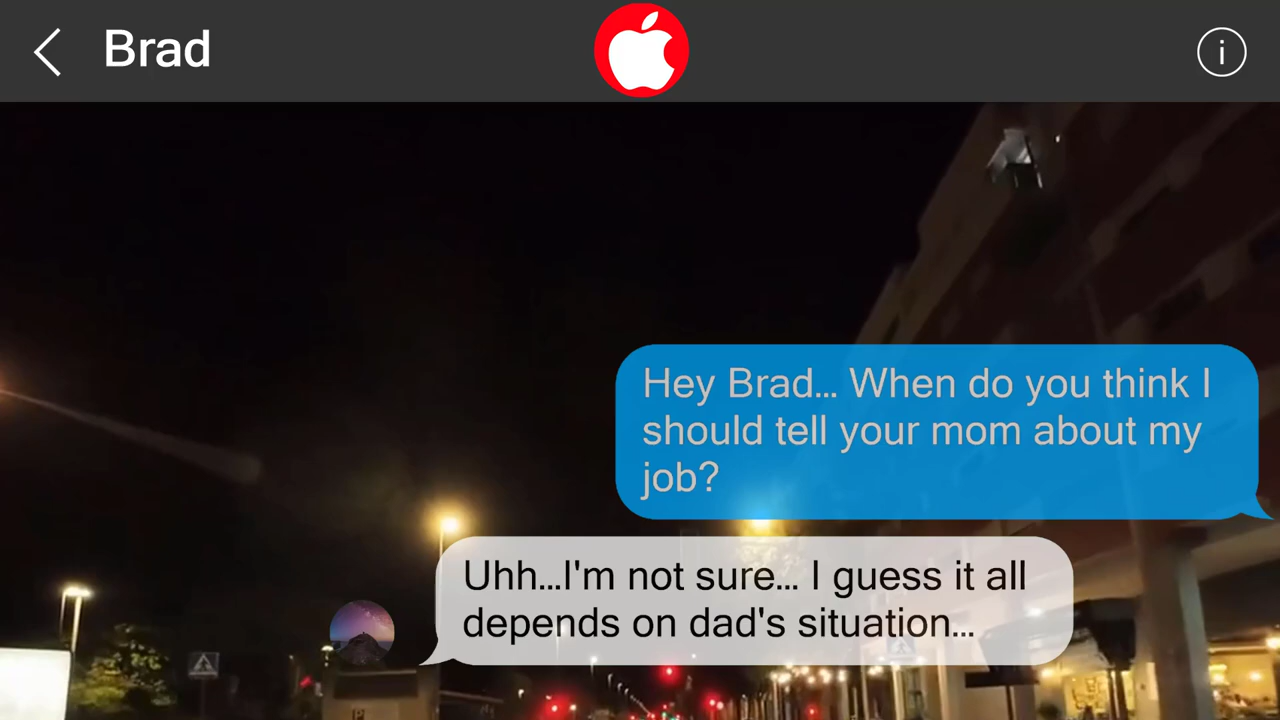 Brad
Hey Brad... When do you think I
should tell your mom about my
job?
Uhh...I'm not sure... I guess it all
depends on dad's situation...